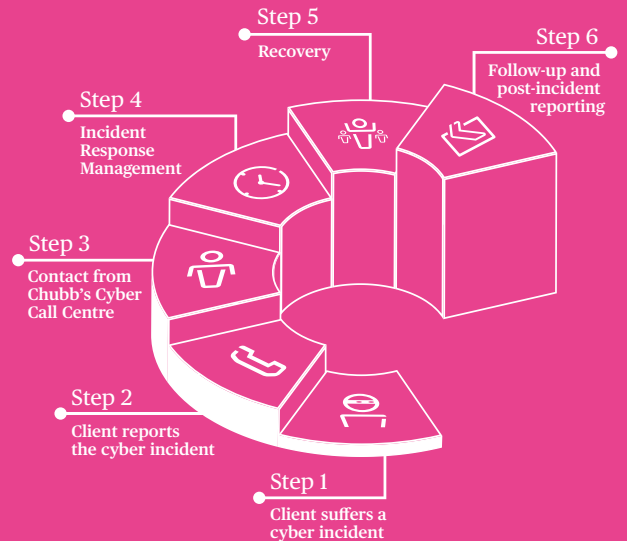 Step 5
Recovery
Step 6
Follow-up and
post-incident
reporting
Step 4
Incident
Response
Management
Step 3
Contact from
Chubb's Cyber
Call Centre
Step 2
Client reports
the cyber incident
Step 1
Client suffers a
cyber incident